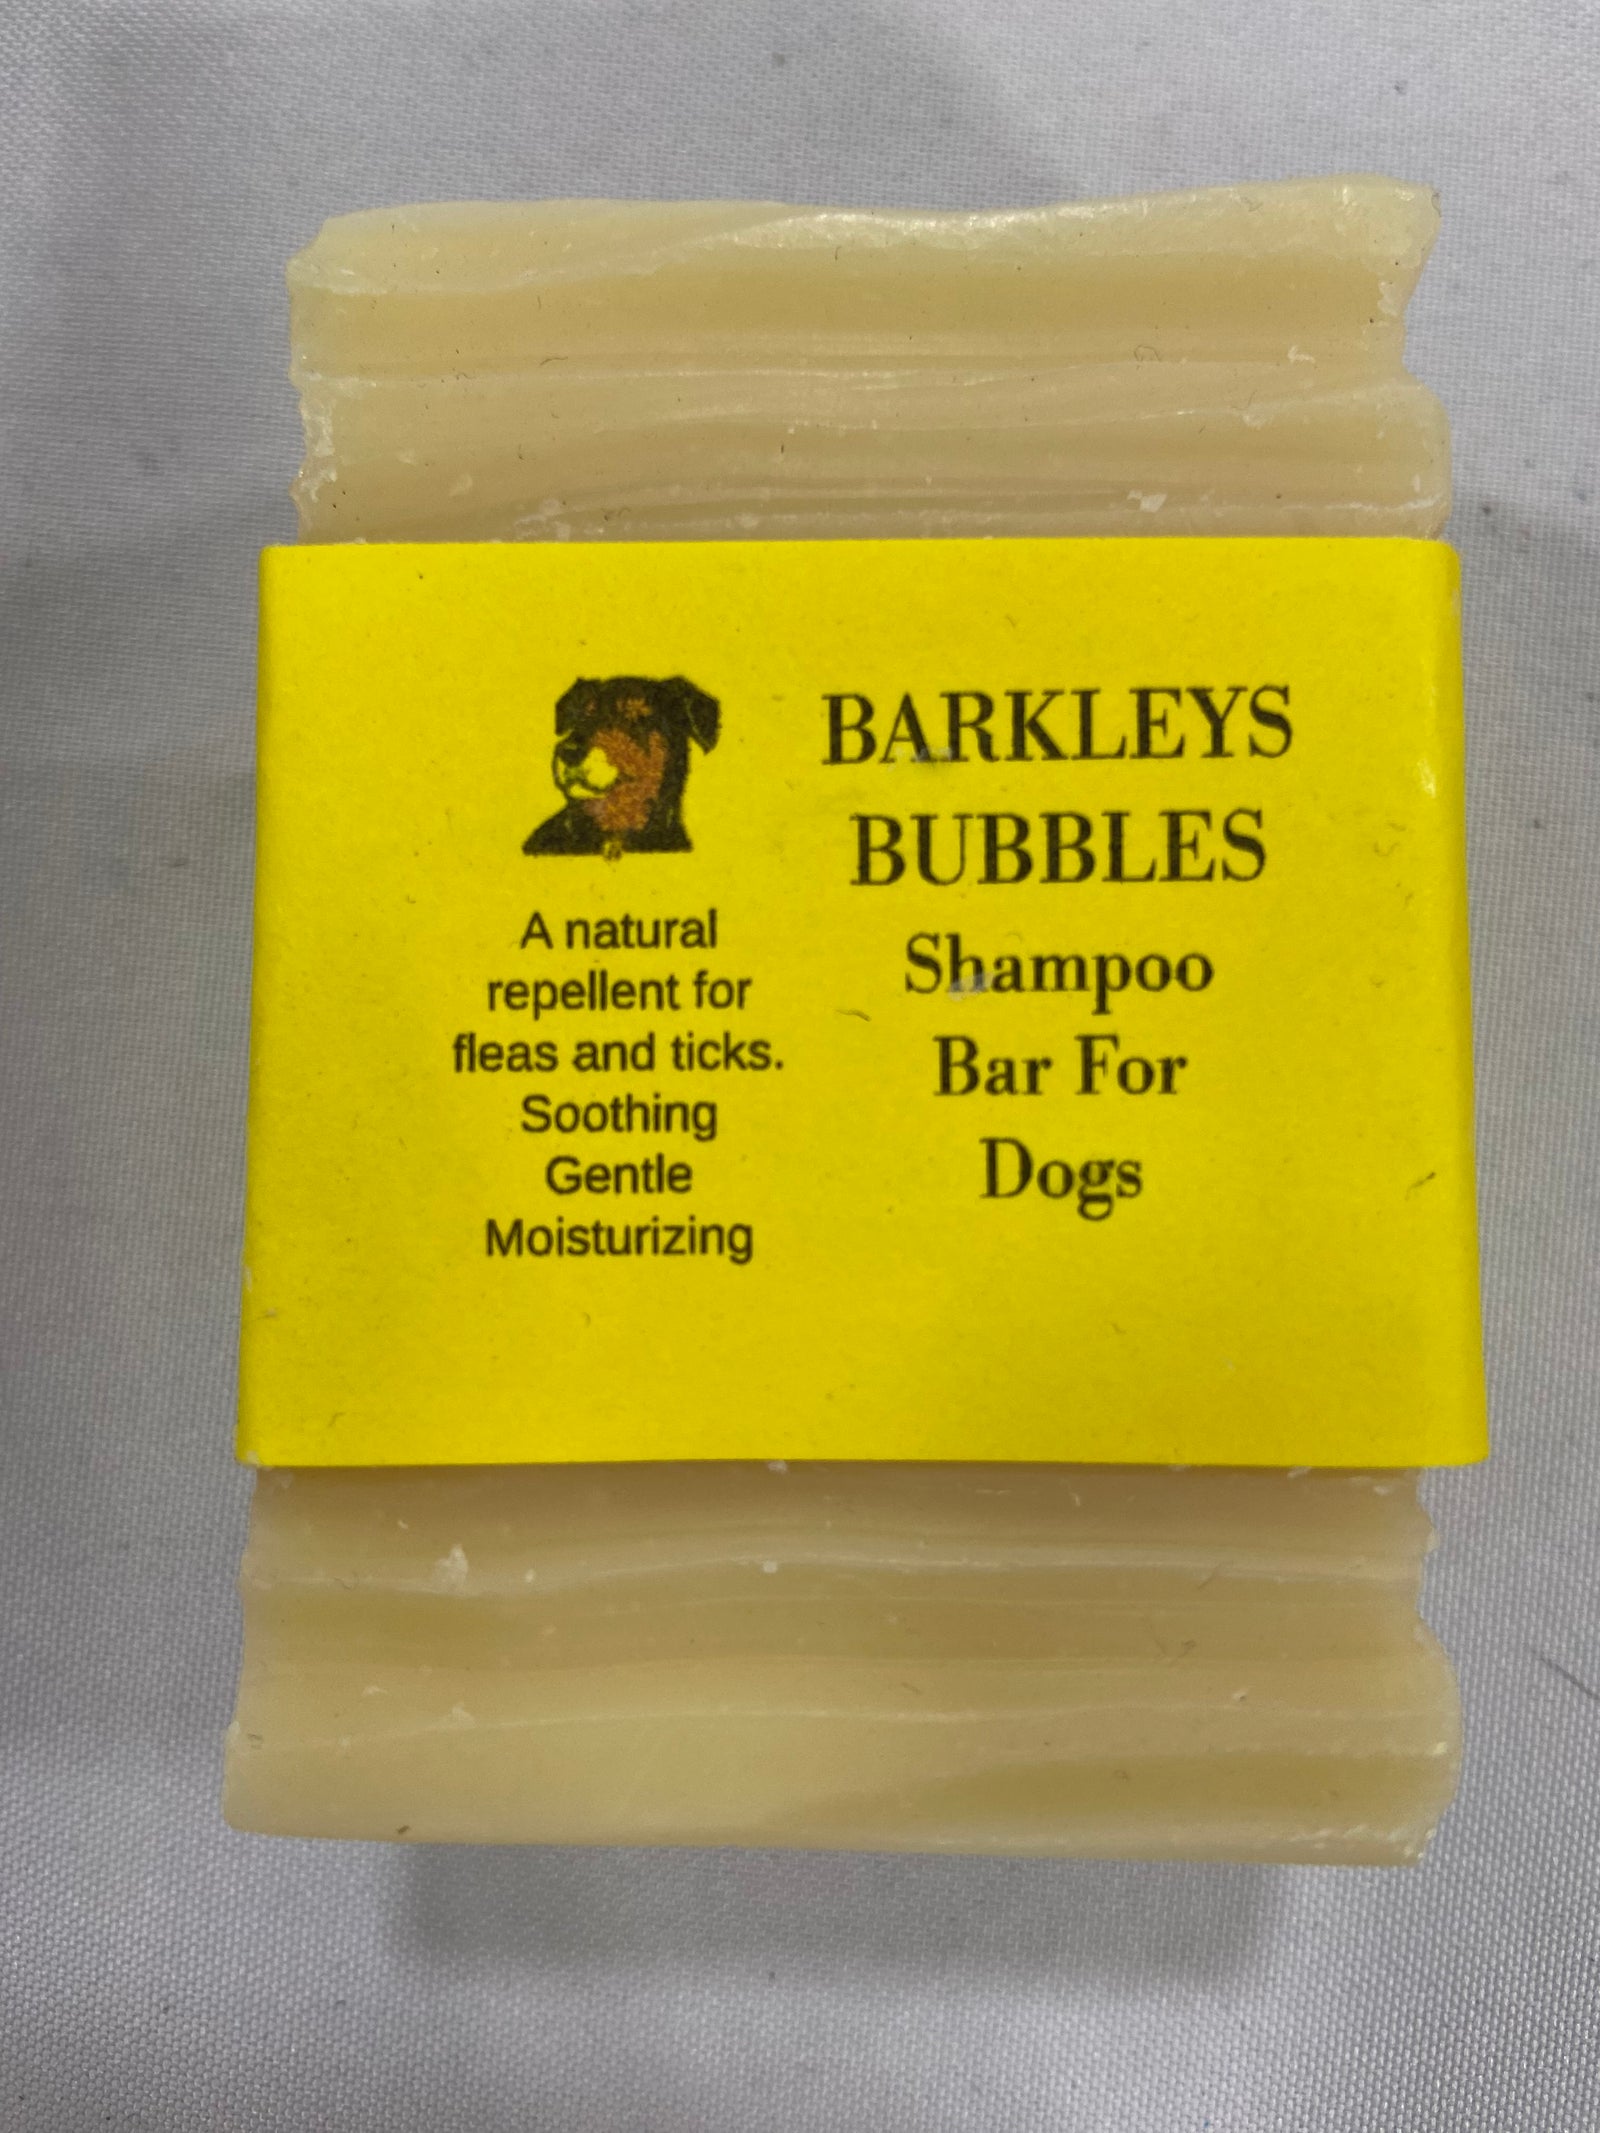 BARKLEYS
BUBBLES
Shampoo
Bar For
Dogs
A natural
repellent for
fleas and ticks.
Soothing
Gentle
Moisturizing